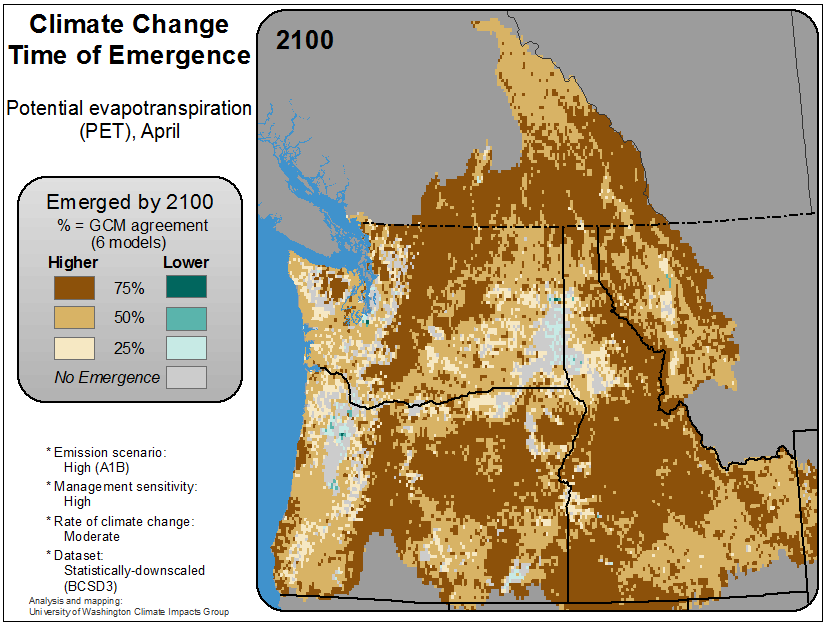 Climate Change
Time of Emergence
Potential evapotranspiration
(PET), April
Emerged by 2100
% = GCM agreement
(6 models)
Higher Lower
75%
50%
25%
No Emergence
* Emission scenario:
High (A1B)
* Management sensitivity:
High
* Rate of climate change:
Moderate
* Dataset:
Statistically-downscaled
(BCSD3)
Analysis and mapping:
University of Washington Climate Impacts Group
2100